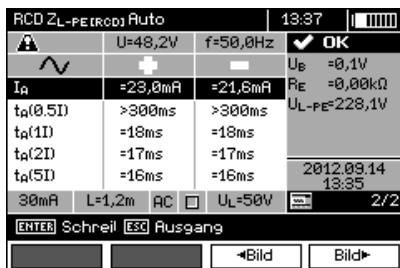 RCD ZL-PE[RCD] Auto 13:37
U=48,2V f=50,0Hz ✔ OK
+ −
UB =0,1V
IA =23,0mA =21,6mA RE =0,00kΩ
tA(0.5I) >300ms >300ms UL-PE=228,1V
tA(1I) =18ms =18ms
tA(2I) =17ms =17ms
tA(5I) =16ms =16ms
2012.09.14
13:35
30mA L=1,2m AC UL=50V 2/2
ENTER Schreil ESC Ausgang
◄Bild Bild►